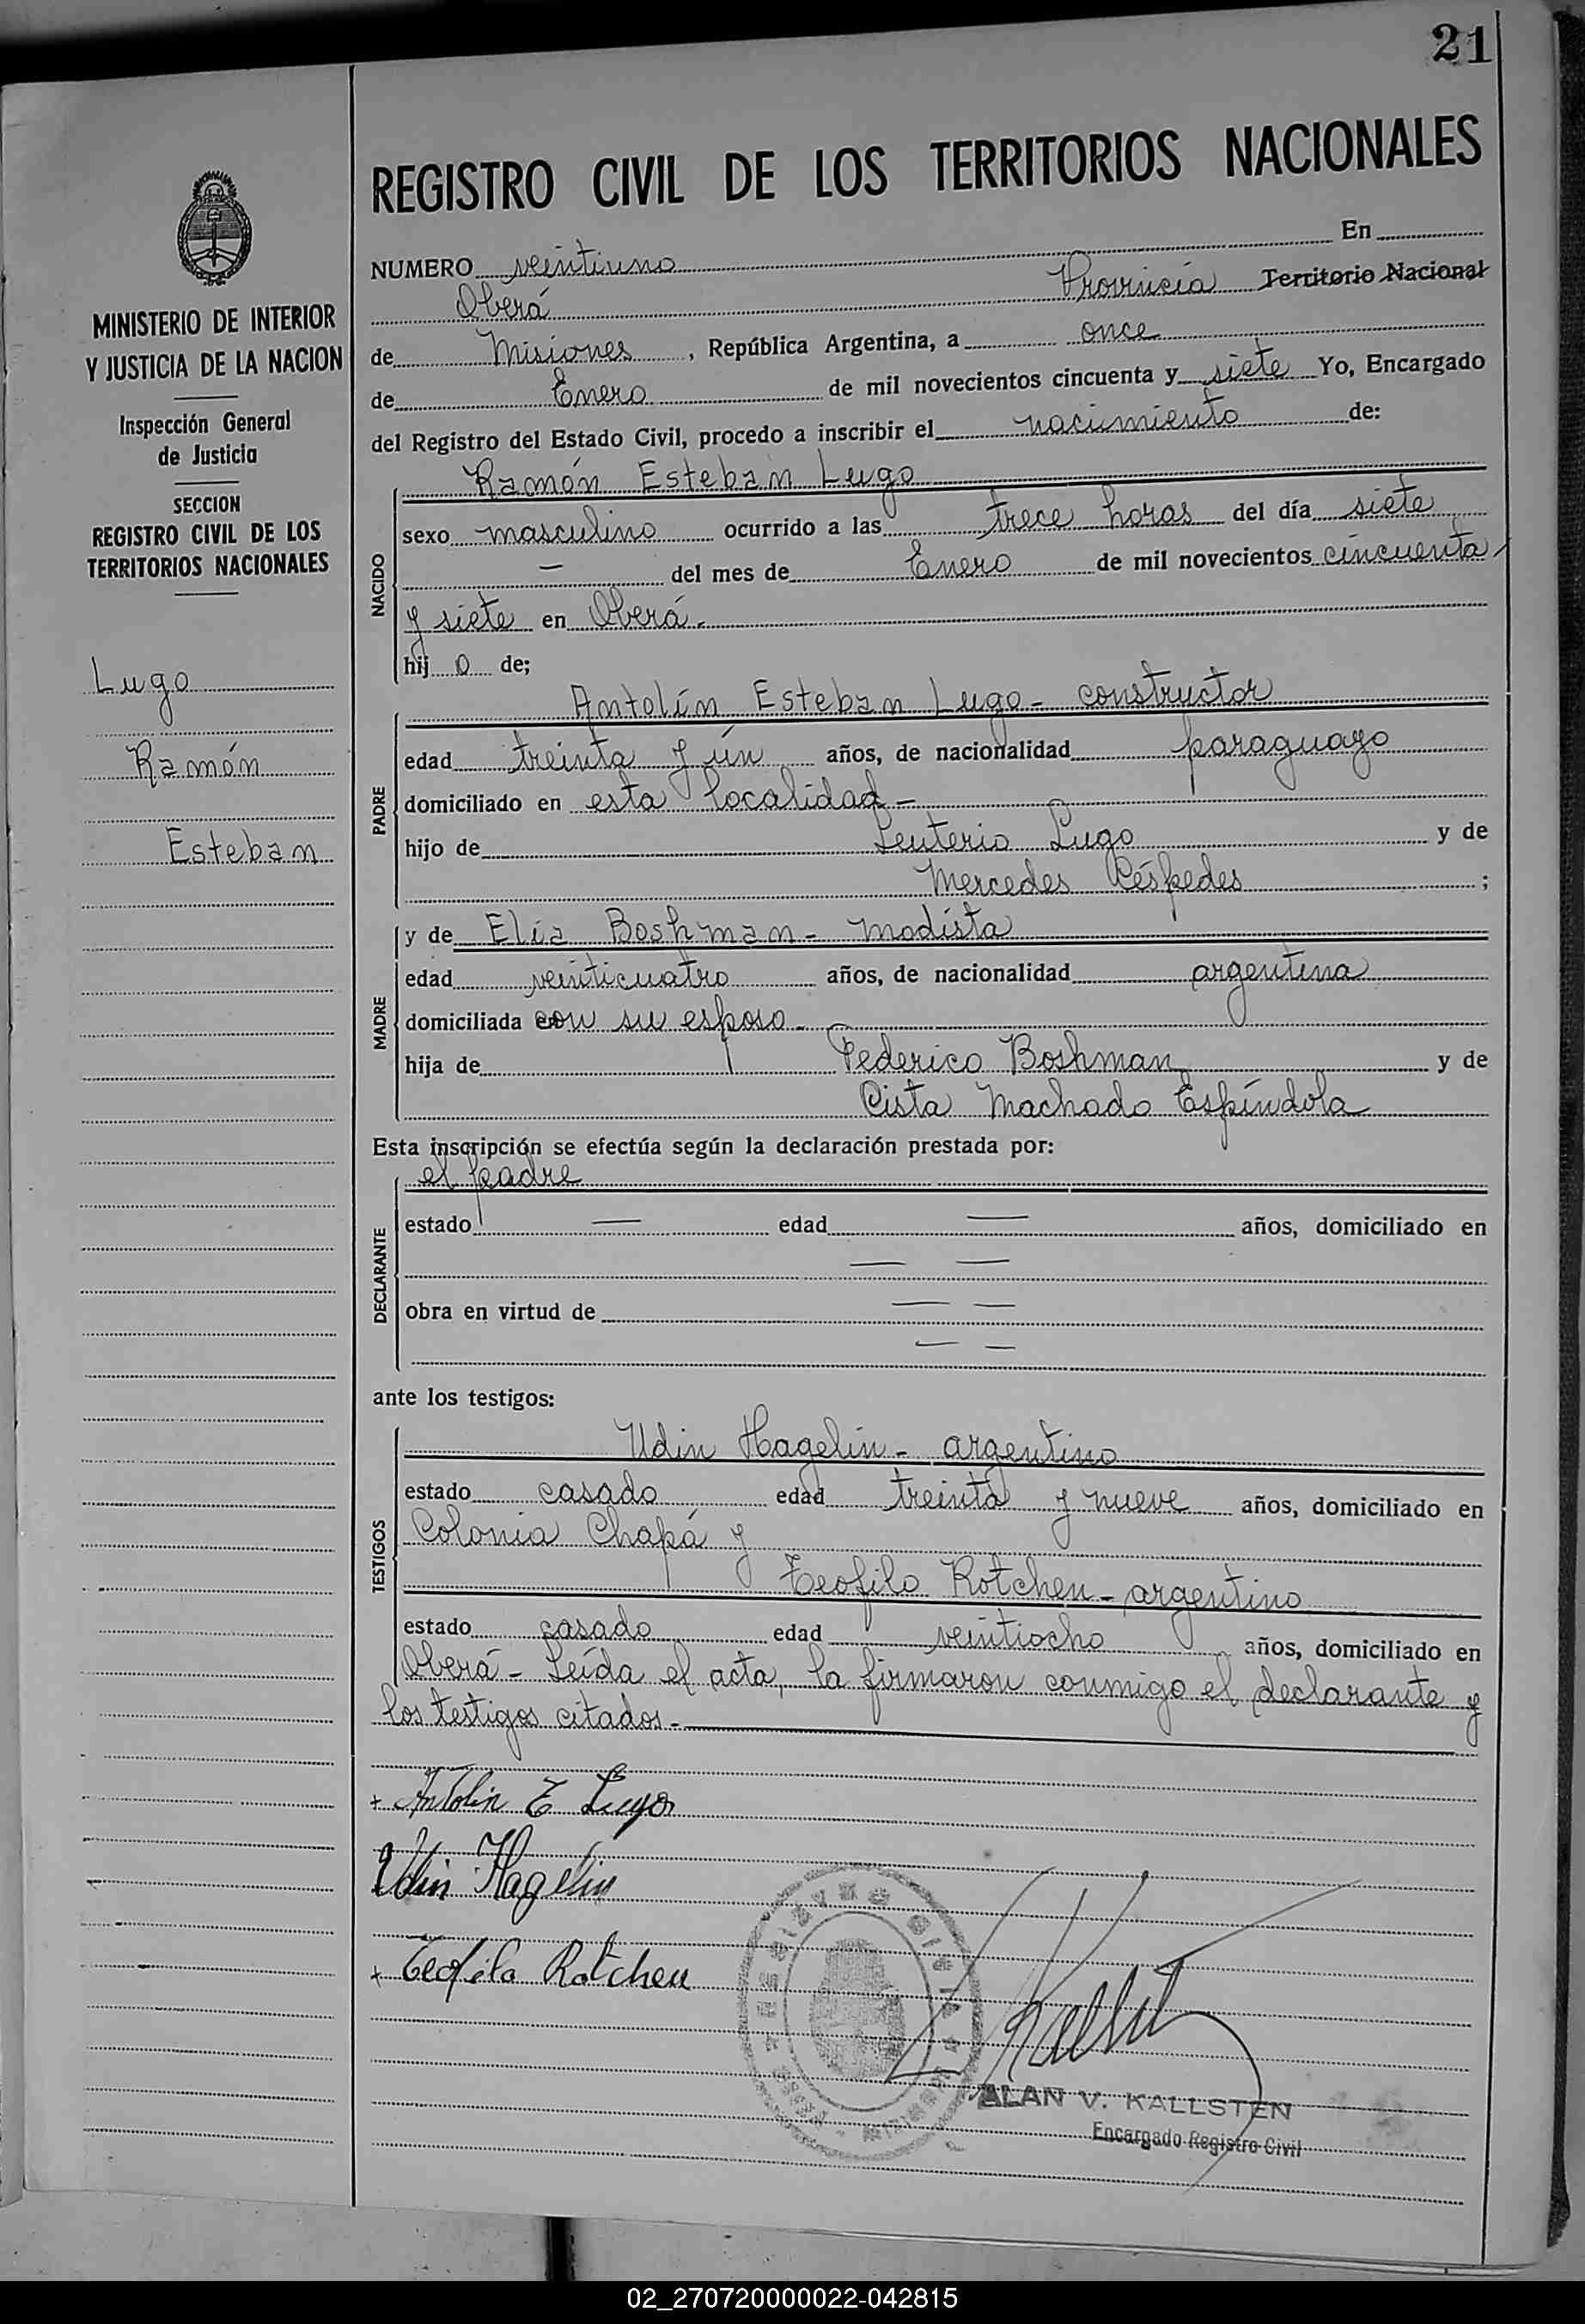 21
REGISTRO CIVIL DE LOS TERRITORIOS NACIONALES
MINISTERIO DE INTERIOR
Y JUSTICIA DE LA NACION
Inspección General
de Justicia
SECCION
REGISTRO CIVIL DE LOS
TERRITORIOS NACIONALES
Lugo
Ramón
Esteban
NUMERO veintiuno En
Oberá Provincia Territorio Nacional
de Misiones, República Argentina, a once
de Enero de mil novecientos cincuenta y siete Yo, Encargado
del Registro del Estado Civil, procedo a inscribir el nacimiento de:
NACIDO
Ramón Esteban Lugo
sexo masculino ocurrido a las trece horas del día siete
— del mes de Enero de mil novecientos cincuenta
y siete en Oberá.
hijo de;
PADRE
Antolín Esteban Lugo - constructor
edad treinta y ún años, de nacionalidad paraguayo
domiciliado en esta localidad -
hijo de Leuterio Lugo y de
Mercedes Céspedes ;
MADRE
y de Elia Boshman - modista
edad veinticuatro años, de nacionalidad argentina
domiciliada con su esposo.
hija de Federico Boshman y de
Cista Machado Espíndola
Esta inscripción se efectúa según la declaración prestada por:
DECLARANTE
el padre
estado — edad — años, domiciliado en
— —
obra en virtud de — —
— —
ante los testigos:
TESTIGOS
Udin Hagelin - argentino
estado casado edad treinta y nueve años, domiciliado en
Colonia Chapá y
Teofilo Rotchen - argentino
estado casado edad veintiocho años, domiciliado en
Oberá - Leída el acta, la firmaron conmigo el declarante y
los testigos citados. -
+ Antolin E Lugo
Udin Hagelin
+ Teofilo Rotchen
ALAN V. KALLSTEN
Encargado Registro Civil
02_270720000022-042815